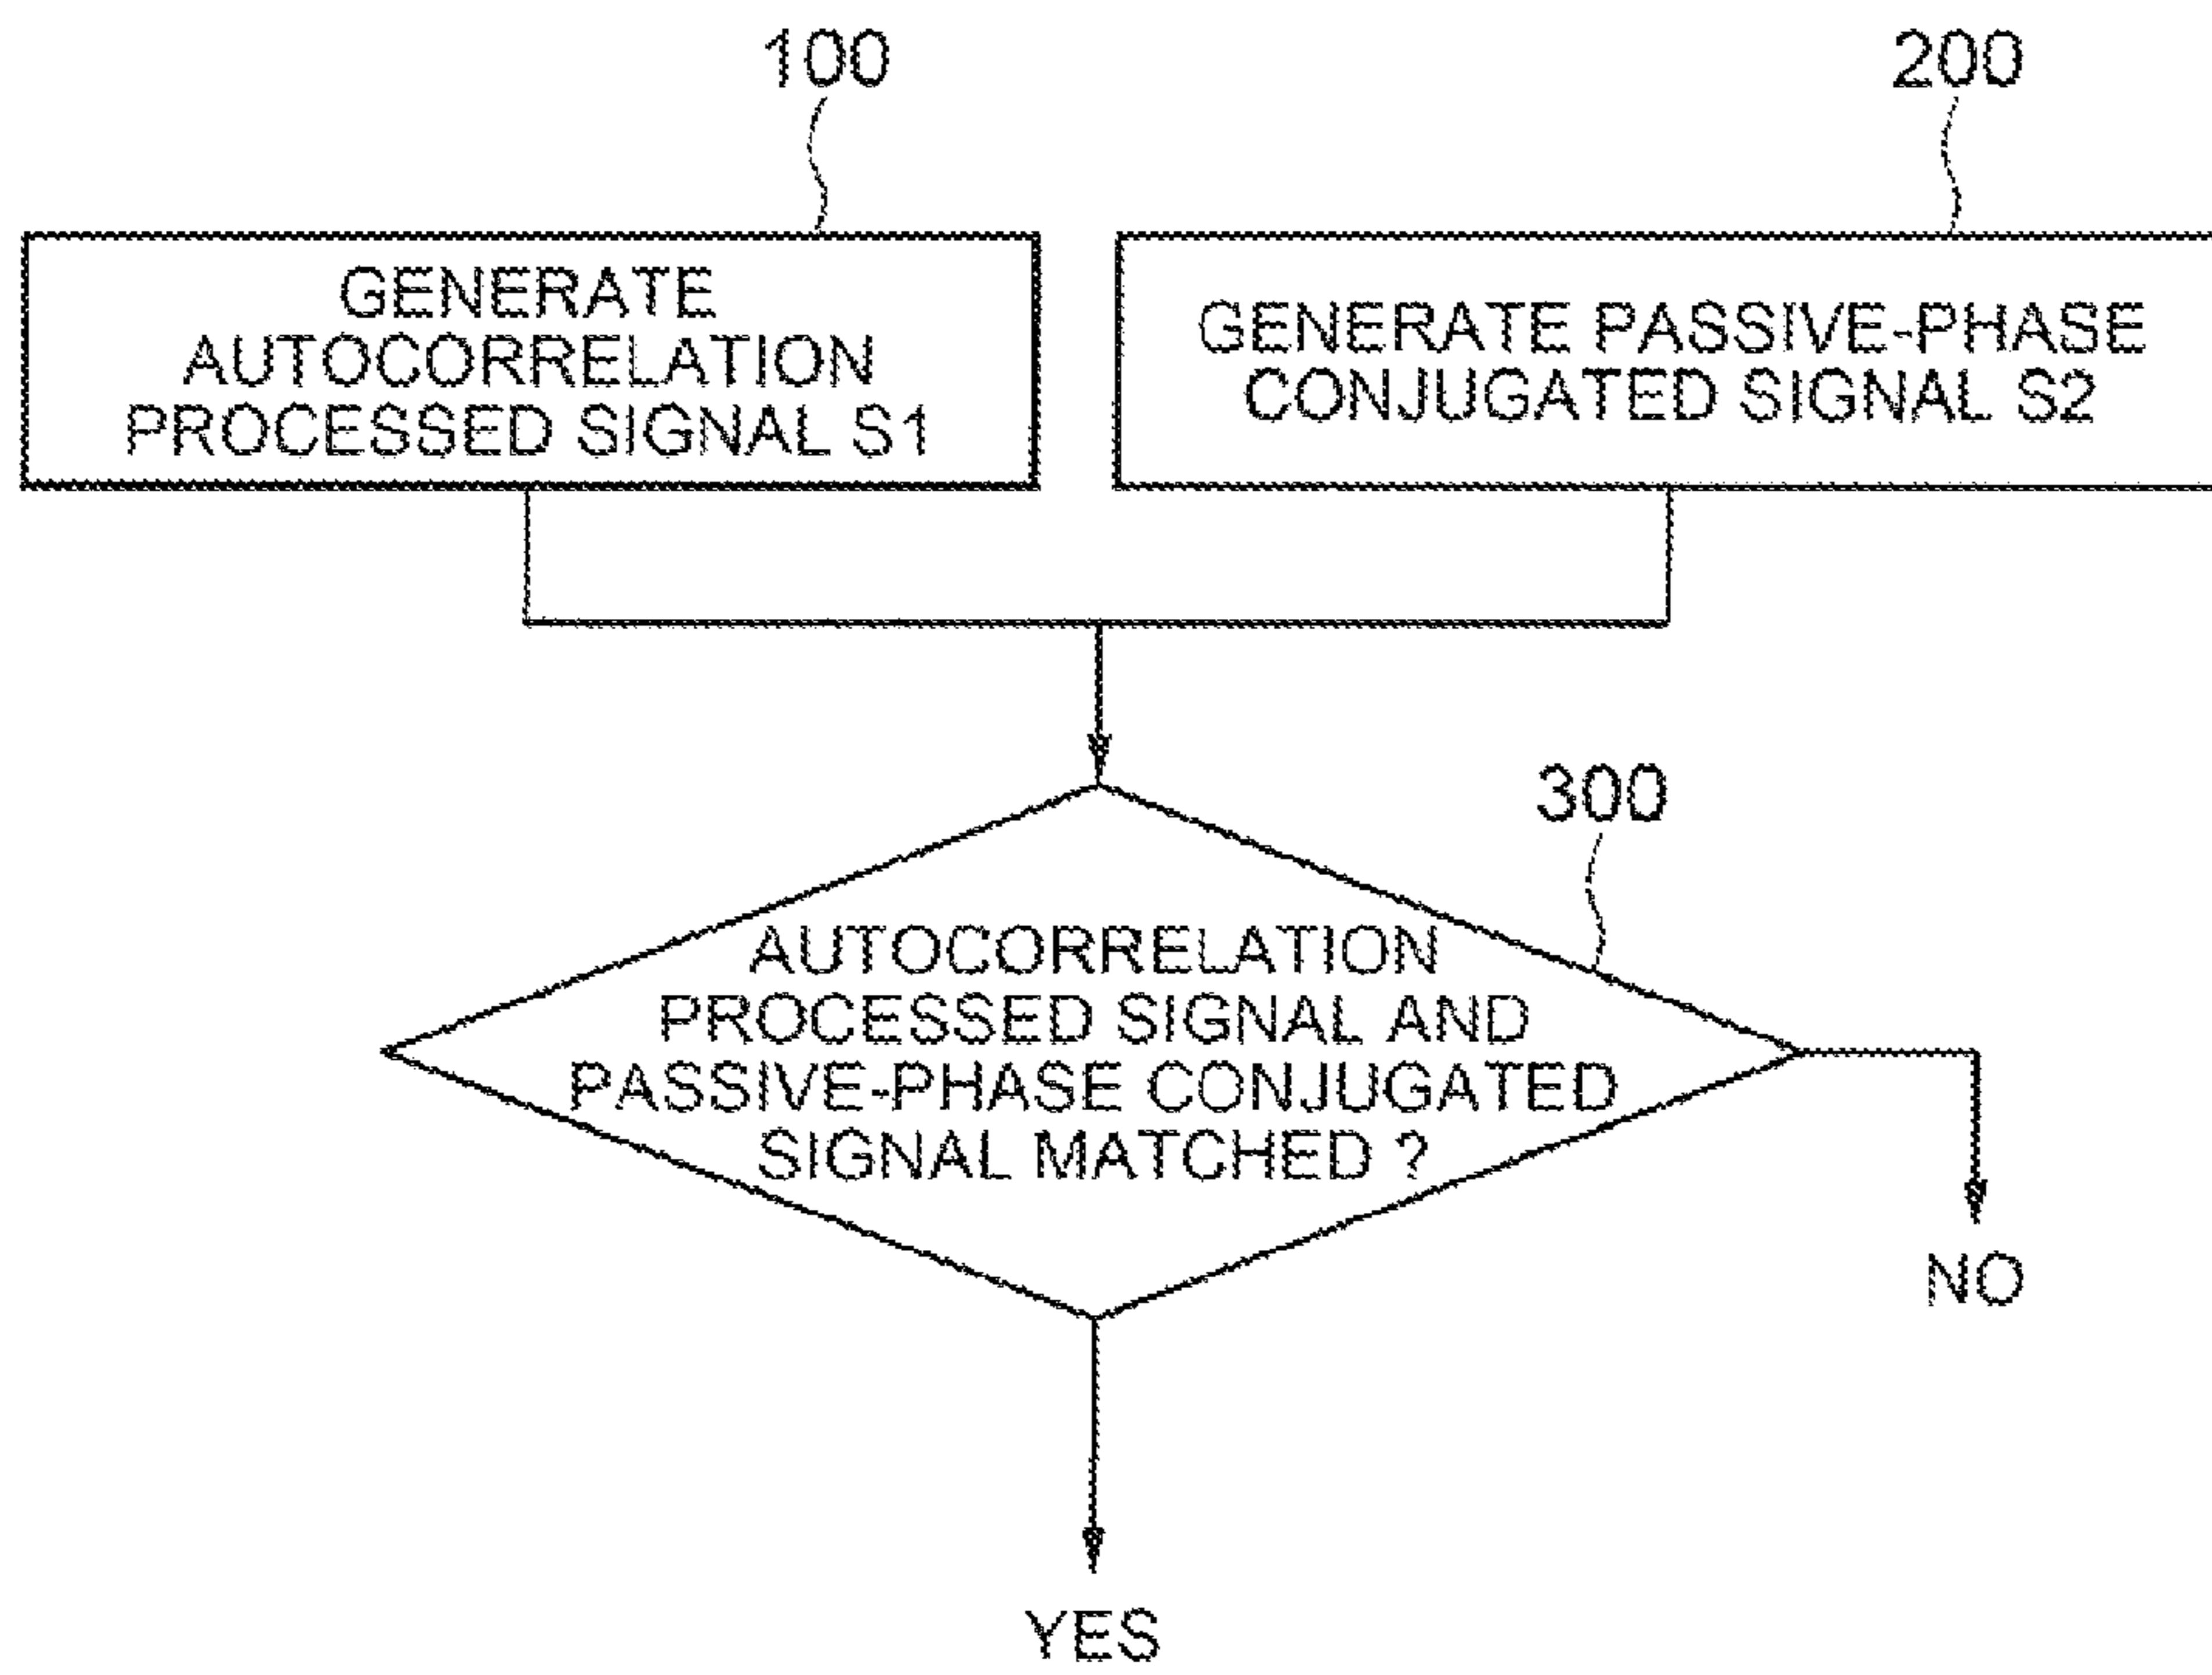 100
200
GENERATE
AUTOCORRELATION
PROCESSED SIGNAL S1
GENERATE PASSIVE-PHASE
CONJUGATED SIGNAL S2
300
AUTOCORRELATION
PROCESSED SIGNAL AND
PASSIVE-PHASE CONJUGATED
SIGNAL MATCHED ?
NO
YES